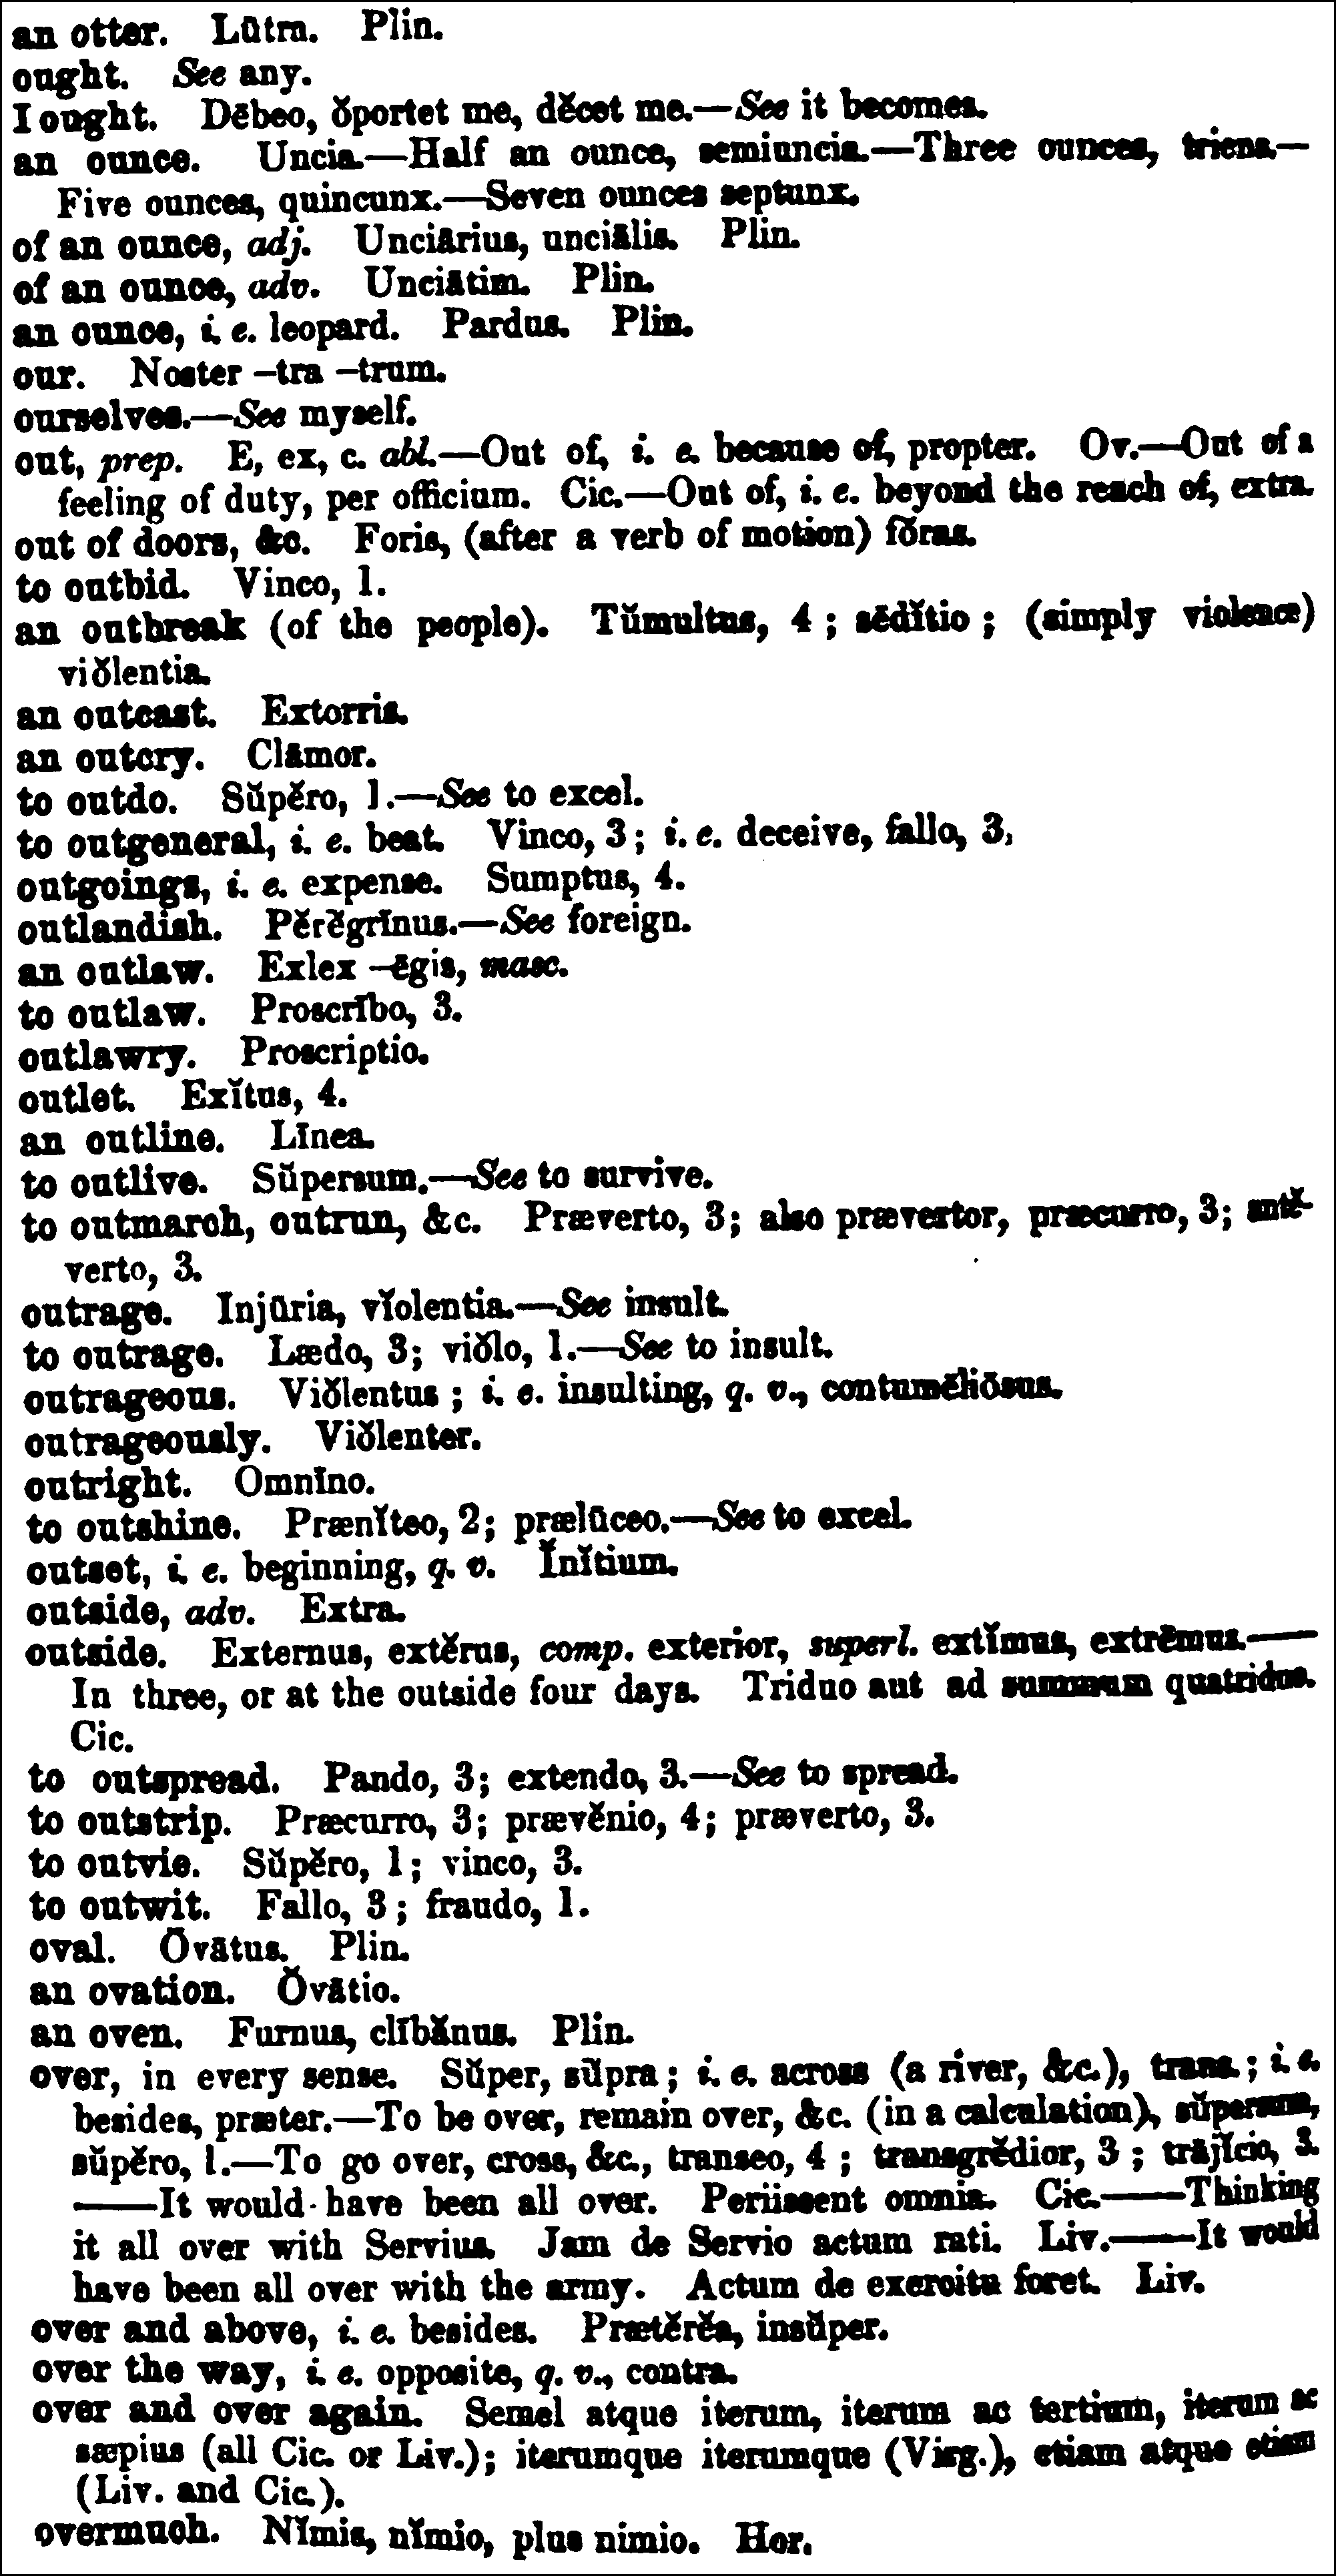 an otter. Lūtra. Plin.
ought. See any.
I ought. Dēbeo, ŏportet me, dĕcet me.—See it becomes.
an ounce. Uncia.—Half an ounce, semiuncia.—Three ounces, triens.—
Five ounces, quincunx.—Seven ounces septunx.
of an ounce, adj. Unciārius, unciālis. Plin.
of an ounce, adv. Unciātim. Plin.
an ounce, i. e. leopard. Pardus. Plin.
our. Noster –tra –trum.
ourselves.—See myself.
out, prep. E, ex, c. abl.—Out of, i. e. because of, propter. Ov.—Out of a
feeling of duty, per officium. Cic.—Out of, i. e. beyond the reach of, extra.
out of doors, &c. Foris, (after a verb of motion) fŏras.
to outbid. Vinco, 1.
an outbreak (of the people). Tŭmultus, 4 ; sēdĭtio ; (simply violence)
viŏlentia.
an outcast. Extorris.
an outcry. Clāmor.
to outdo. Sŭpĕro, 1.—See to excel.
to outgeneral, i. e. beat. Vinco, 3 ; i. e. deceive, fallo, 3,
outgoings, i. e. expense. Sumptus, 4.
outlandish. Pĕrĕgrīnus.—See foreign.
an outlaw. Exlex –ēgis, masc.
to outlaw. Proscrībo, 3.
outlawry. Proscriptio.
outlet. Exĭtus, 4.
an outline. Līnea.
to outlive. Sŭpersum.—See to survive.
to outmarch, outrun, &c. Præverto, 3; also prævertor, præcurro, 3; antĕ-
verto, 3.
outrage. Injūria, vĭolentia.—See insult.
to outrage. Lædo, 3; viŏlo, 1.—See to insult.
outrageous. Viŏlentus ; i. e. insulting, q. v., contumēliōsus.
outrageously. Viŏlenter.
outright. Omnīno.
to outshine. Prænĭteo, 2; prælūceo.—See to excel.
outset, i. e. beginning, q. v. Ĭnĭtium.
outside, adv. Extra.
outside. Externus, extĕrus, comp. exterior, superl. extĭmus, extrēmus.——
In three, or at the outside four days. Triduo aut ad summum quatriduo.
Cic.
to outspread. Pando, 3; extendo, 3.—See to spread.
to outstrip. Præcurro, 3; prævĕnio, 4; præverto, 3.
to outvie. Sŭpĕro, 1; vinco, 3.
to outwit. Fallo, 3 ; fraudo, 1.
oval. Ōvātus. Plin.
an ovation. Ŏvātio.
an oven. Furnus, clībănus. Plin.
over, in every sense. Sŭper, sŭpra ; i. e. across (a river, &c.), trans. ; i. e.
besides, præter.—To be over, remain over, &c. (in a calculation), sŭpersum,
sŭpĕro, 1.—To go over, cross, &c., transeo, 4 ; transgrĕdior, 3 ; trājĭcio, 3.
——It would have been all over. Periissent omnia. Cic.——Thinking
it all over with Servius. Jam de Servio actum rati. Liv.——It would
have been all over with the army. Actum de exercitu foret. Liv.
over and above, i. e. besides. Prætĕrĕa, insŭper.
over the way, i. e. opposite, q. v., contra.
over and over again. Semel atque iterum, iterum ac tertium, iterum ac
sæpius (all Cic. or Liv.); iterumque iterumque (Virg.), etiam atque etiam
(Liv. and Cic.).
overmuch. Nĭmis, nĭmio, plus nimio. Hor.